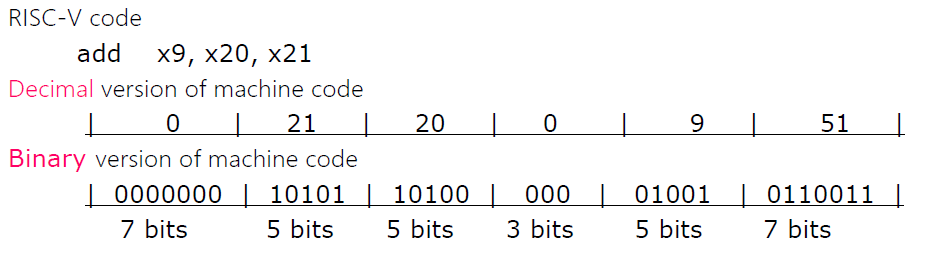 RISC-V code
add x9, x20, x21
Decimal version of machine code
| 0 | 21 | 20 | 0 | 9 | 51 |
Binary version of machine code
| 0000000 | 10101 | 10100 | 000 | 01001 | 0110011 |
7 bits 5 bits 5 bits 3 bits 5 bits 7 bits